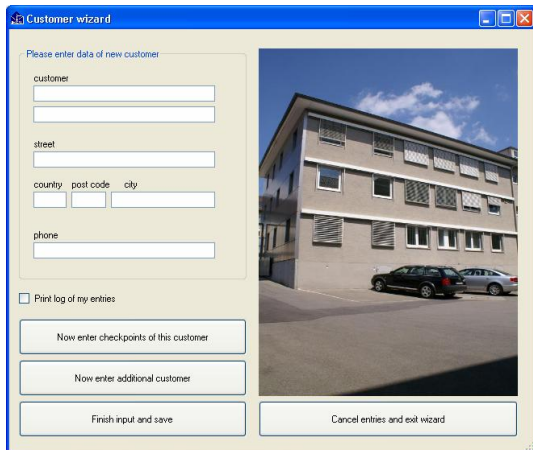 Customer wizard
Please enter data of new customer
customer
street
country post code city
phone
Print log of my entries
Now enter checkpoints of this customer
Now enter additional customer
Finish input and save
Cancel entries and exit wizard